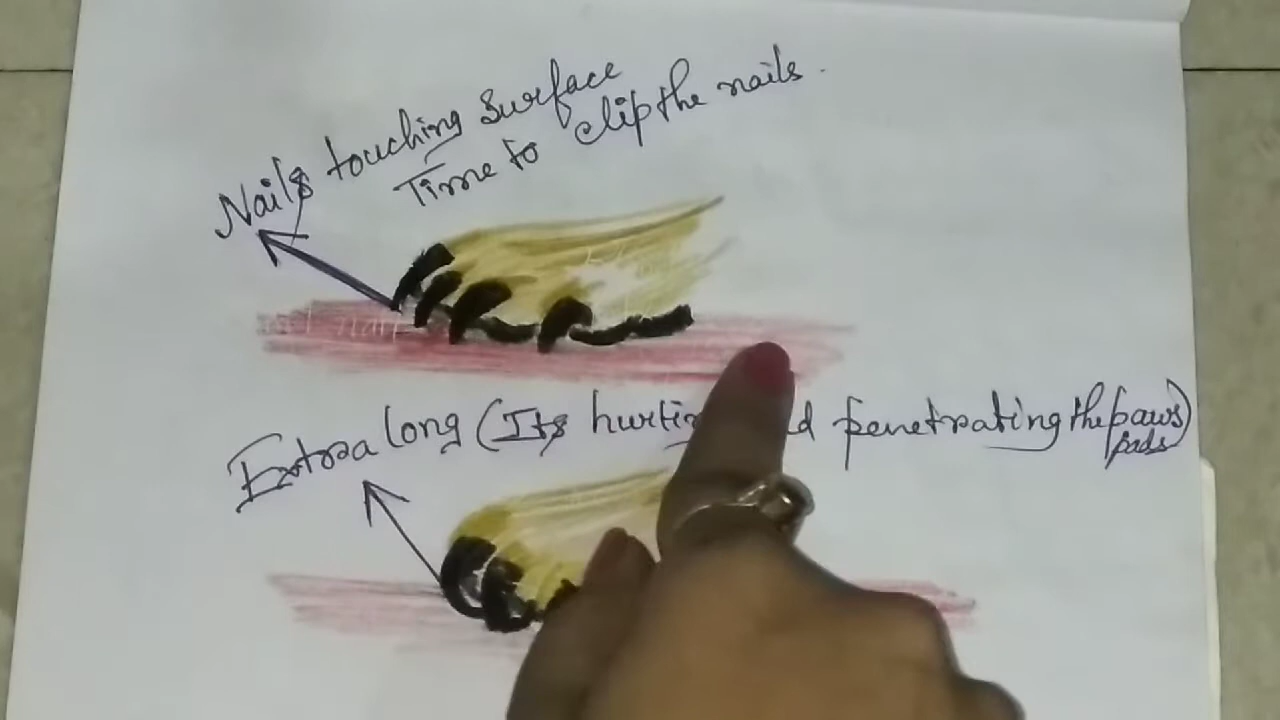 Nails touching surface
Time to clip the nails.
Extra long (Its hurting penetrating the paws)
pads